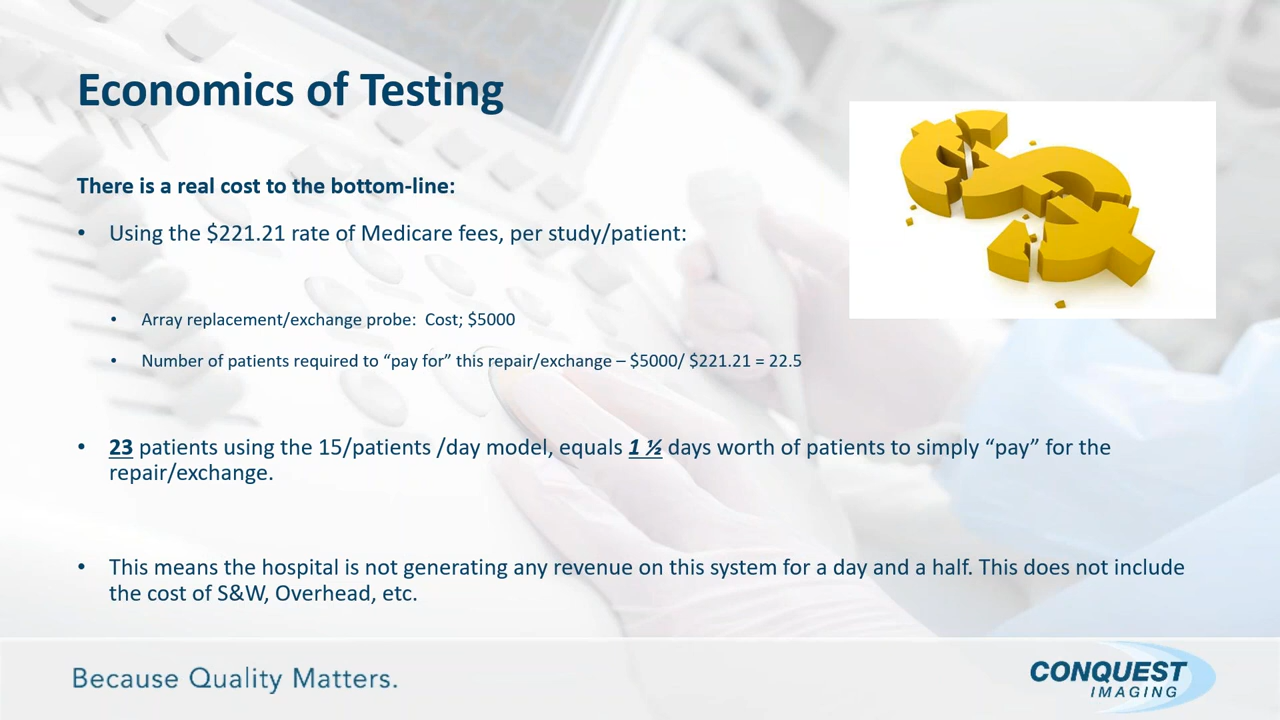 Economics of Testing
There is a real cost to the bottom-line:
• Using the $221.21 rate of Medicare fees, per study/patient:
• Array replacement/exchange probe:  Cost; $5000
• Number of patients required to “pay for” this repair/exchange – $5000/ $221.21 = 22.5
• 23 patients using the 15/patients /day model, equals 1 ½ days worth of patients to simply “pay” for the
repair/exchange.
• This means the hospital is not generating any revenue on this system for a day and a half. This does not include
the cost of S&W, Overhead, etc.
Because Quality Matters.
CONQUEST
IMAGING